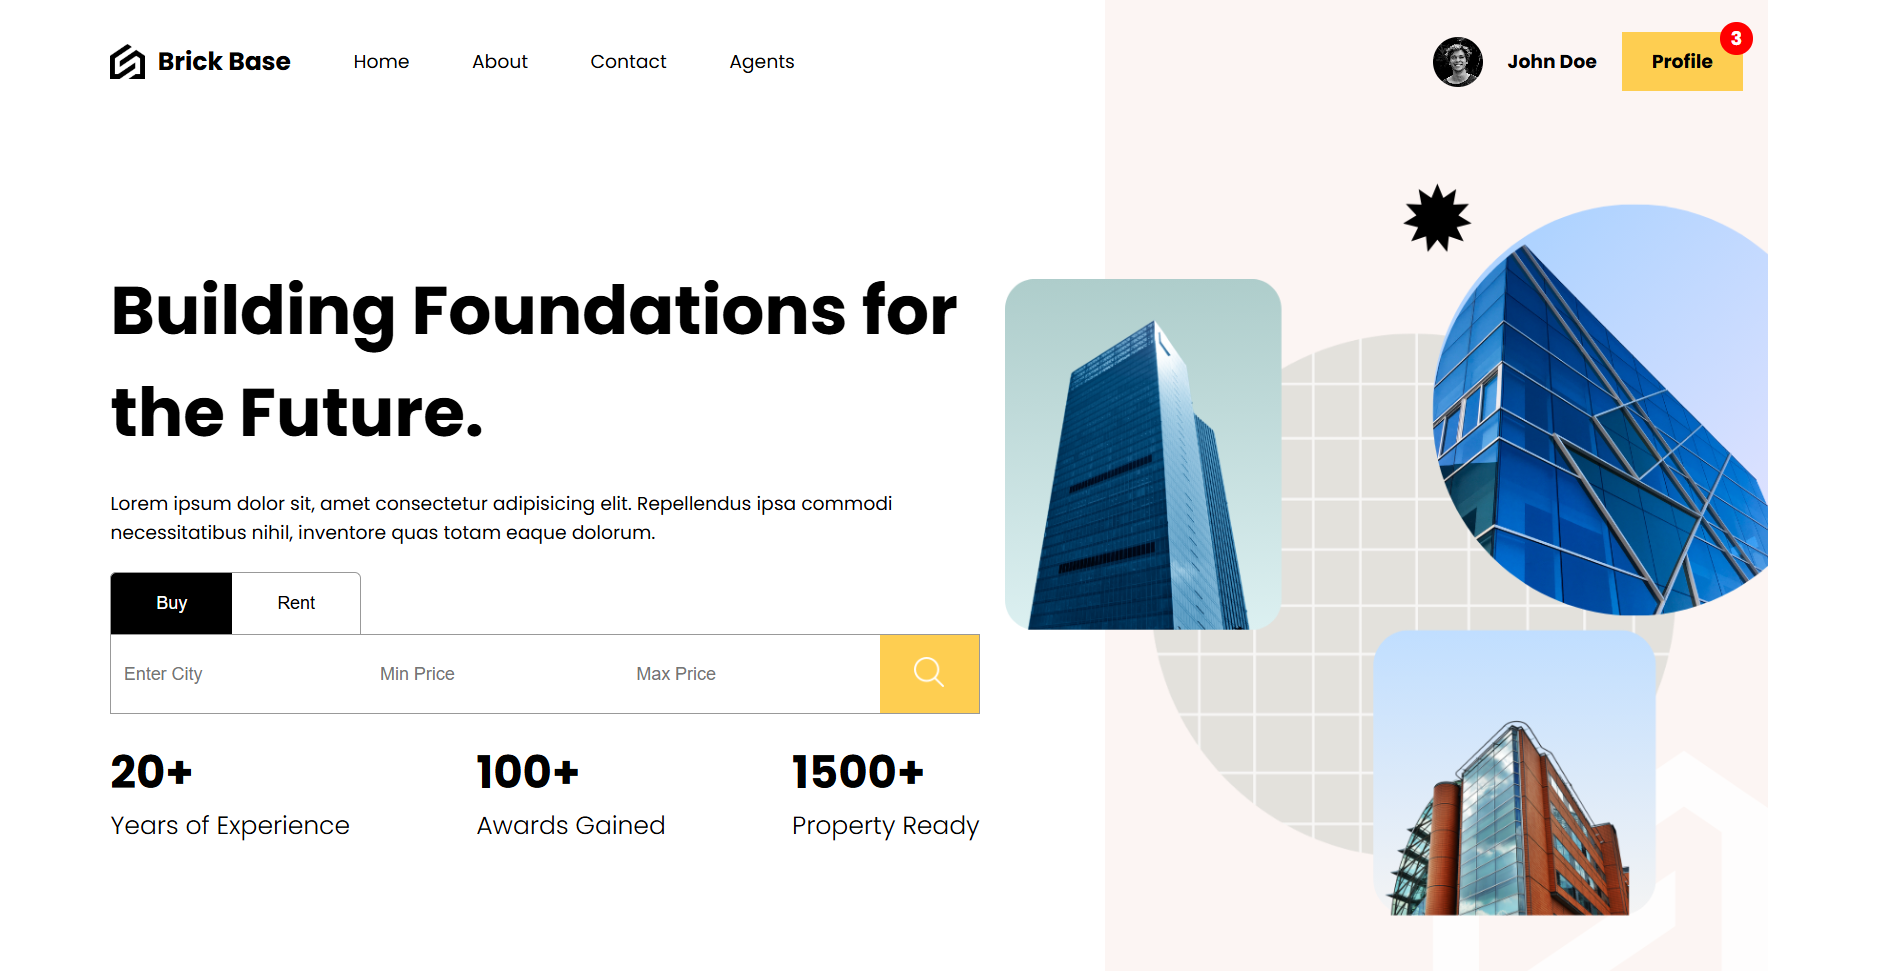 Brick Base
Home
About
Contact
Agents
John Doe
Profile
3
Building Foundations for
the Future.
Lorem ipsum dolor sit, amet consectetur adipisicing elit. Repellendus ipsa commodi
necessitatibus nihil, inventore quas totam eaque dolorum.
Buy
Rent
Enter City
Min Price
Max Price
20+
Years of Experience
100+
Awards Gained
1500+
Property Ready